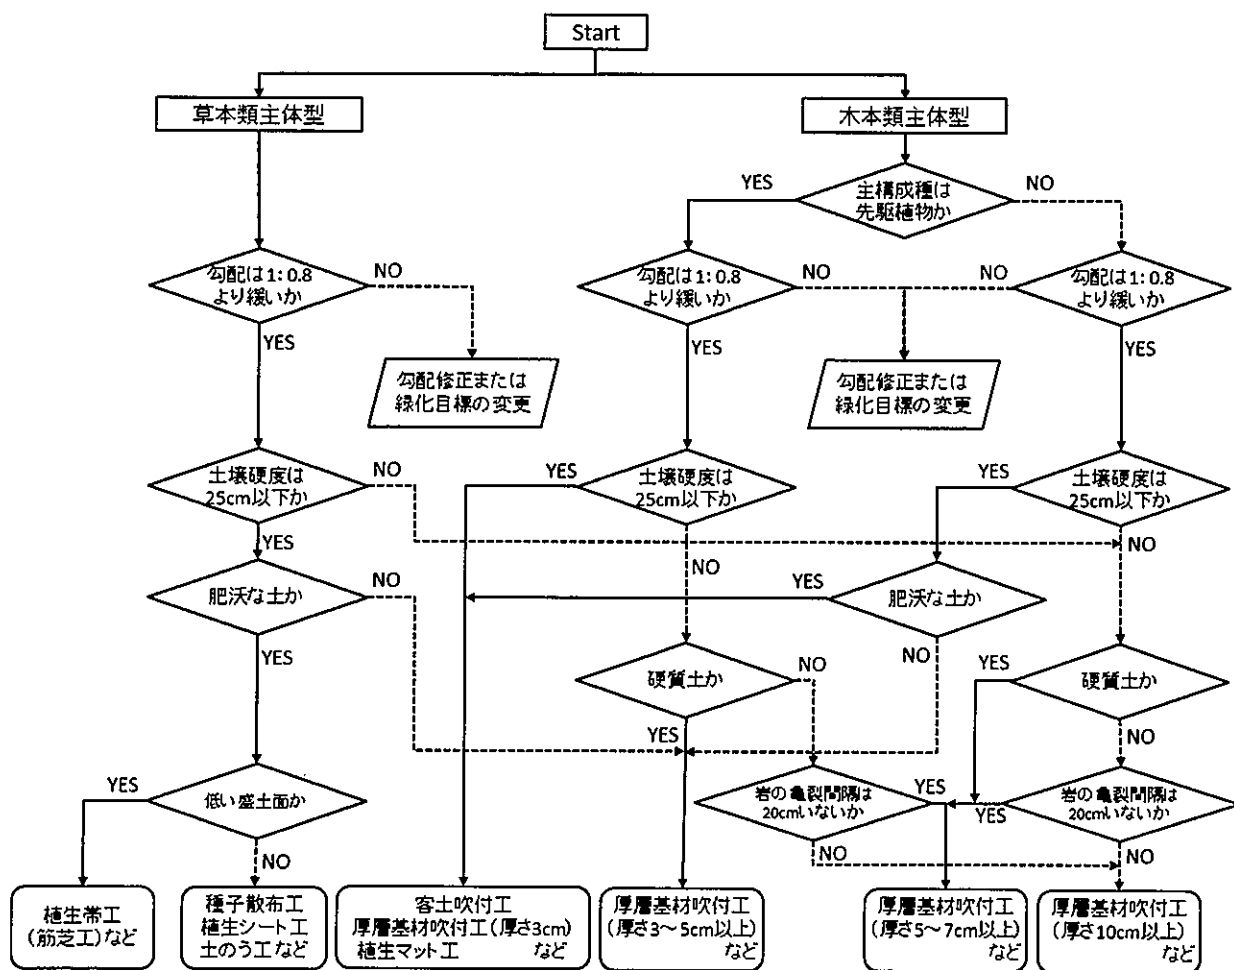 Start
草本類主体型
木本類主体型
主構成種は
先駆植物か
YES
NO
勾配は1：0.8
より緩いか
NO
YES
勾配は1：0.8
より緩いか
NO
YES
勾配は1：0.8
より緩いか
NO
YES
勾配修正または
緑化目標の変更
勾配修正または
緑化目標の変更
土壌硬度は
25cm以下か
NO
YES
土壌硬度は
25cm以下か
YES
NO
土壌硬度は
25cm以下か
YES
NO
肥沃な土か
NO
YES
肥沃な土か
YES
NO
硬質土か
NO
YES
硬質土か
YES
NO
低い盛土面か
YES
NO
岩の亀裂間隔は
20cmいないか
YES
NO
岩の亀裂間隔は
20cmいないか
YES
NO
植生帯工
（筋芝工）など
種子散布工
植生シート工
土のう工など
客土吹付工
厚層基材吹付工（厚さ3cm）
植生マット工 など
厚層基材吹付工
（厚さ3～5cm以上）
など
厚層基材吹付工
（厚さ5～7cm以上）
など
厚層基材吹付工
（厚さ10cm以上）
など